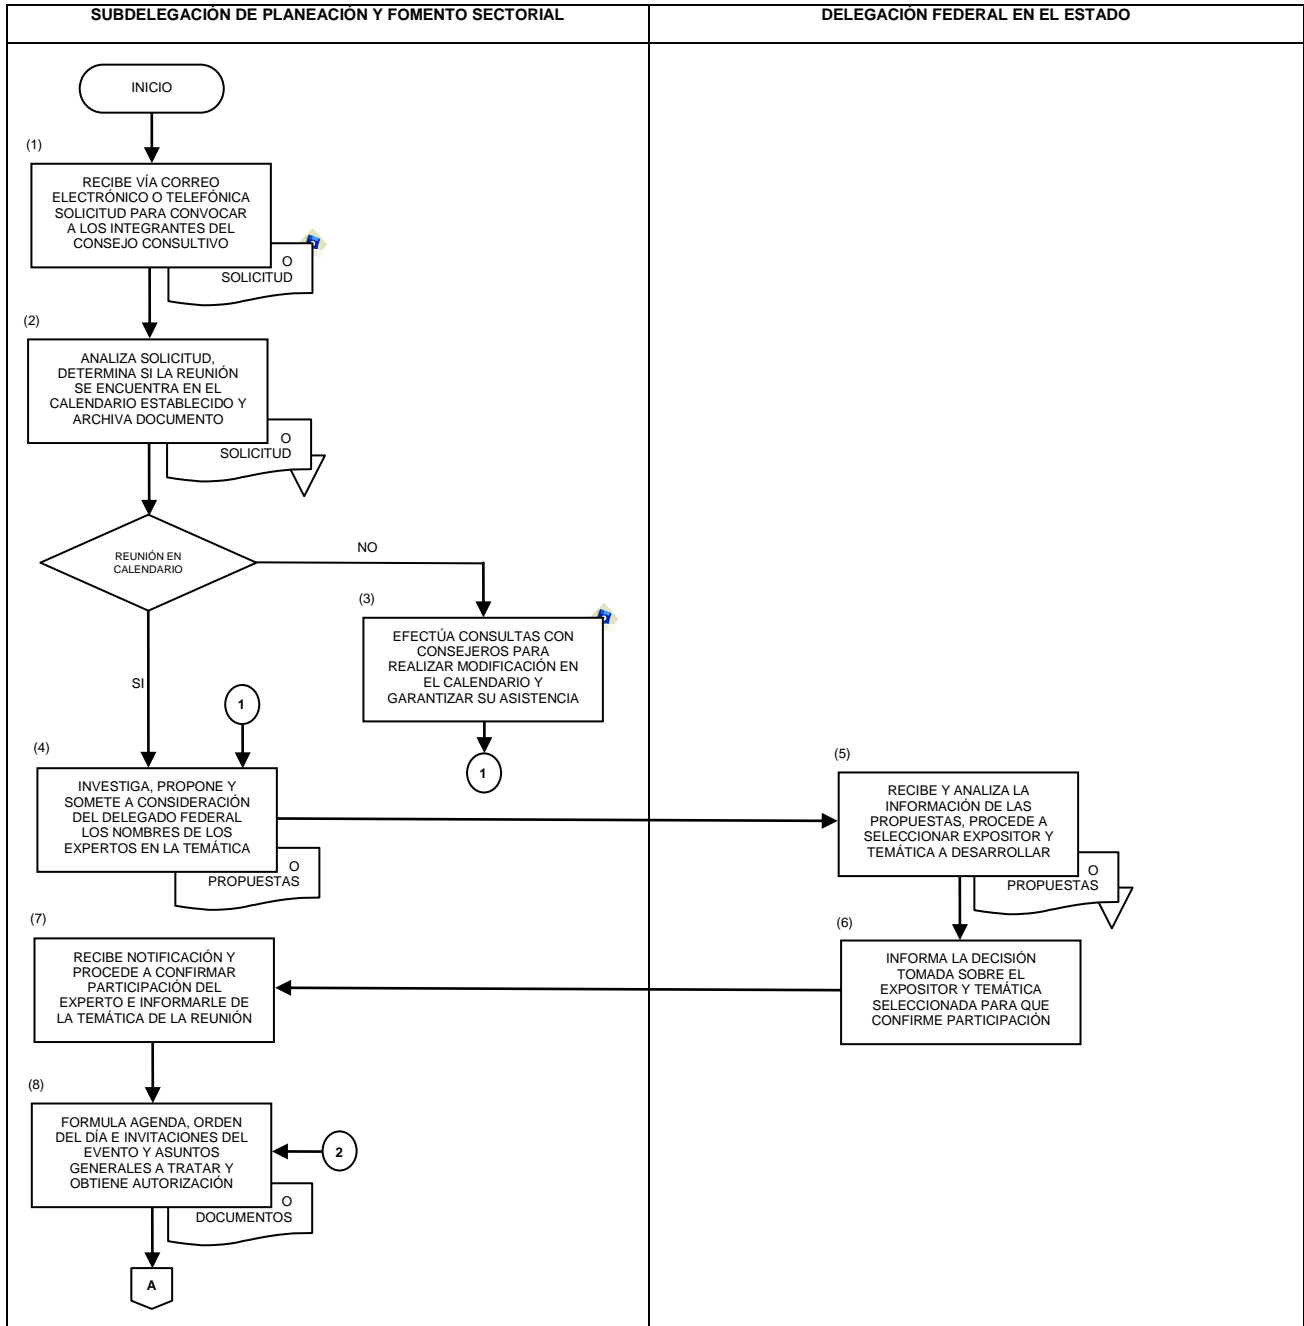 SUBDELEGACIÓN DE PLANEACIÓN Y FOMENTO SECTORIAL
DELEGACIÓN FEDERAL EN EL ESTADO
INICIO
(1)
RECIBE VÍA CORREO
ELECTRÓNICO O TELEFÓNICA
SOLICITUD PARA CONVOCAR
A LOS INTEGRANTES DEL
CONSEJO CONSULTIVO
O
SOLICITUD
(2)
ANALIZA SOLICITUD,
DETERMINA SI LA REUNIÓN
SE ENCUENTRA EN EL
CALENDARIO ESTABLECIDO Y
ARCHIVA DOCUMENTO
O
SOLICITUD
REUNIÓN EN
CALENDARIO
NO
(3)
EFECTÚA CONSULTAS CON
CONSEJEROS PARA
REALIZAR MODIFICACIÓN EN
EL CALENDARIO Y
GARANTIZAR SU ASISTENCIA
1
SI
1
(4)
INVESTIGA, PROPONE Y
SOMETE A CONSIDERACIÓN
DEL DELEGADO FEDERAL
LOS NOMBRES DE LOS
EXPERTOS EN LA TEMÁTICA
O
PROPUESTAS
(5)
RECIBE Y ANALIZA LA
INFORMACIÓN DE LAS
PROPUESTAS, PROCEDE A
SELECCIONAR EXPOSITOR Y
TEMÁTICA A DESARROLLAR
O
PROPUESTAS
(6)
INFORMA LA DECISIÓN
TOMADA SOBRE EL
EXPOSITOR Y TEMÁTICA
SELECCIONADA PARA QUE
CONFIRME PARTICIPACIÓN
(7)
RECIBE NOTIFICACIÓN Y
PROCEDE A CONFIRMAR
PARTICIPACIÓN DEL
EXPERTO E INFORMARLE DE
LA TEMÁTICA DE LA REUNIÓN
(8)
FORMULA AGENDA, ORDEN
DEL DÍA E INVITACIONES DEL
EVENTO Y ASUNTOS
GENERALES A TRATAR Y
OBTIENE AUTORIZACIÓN
2
O
DOCUMENTOS
A